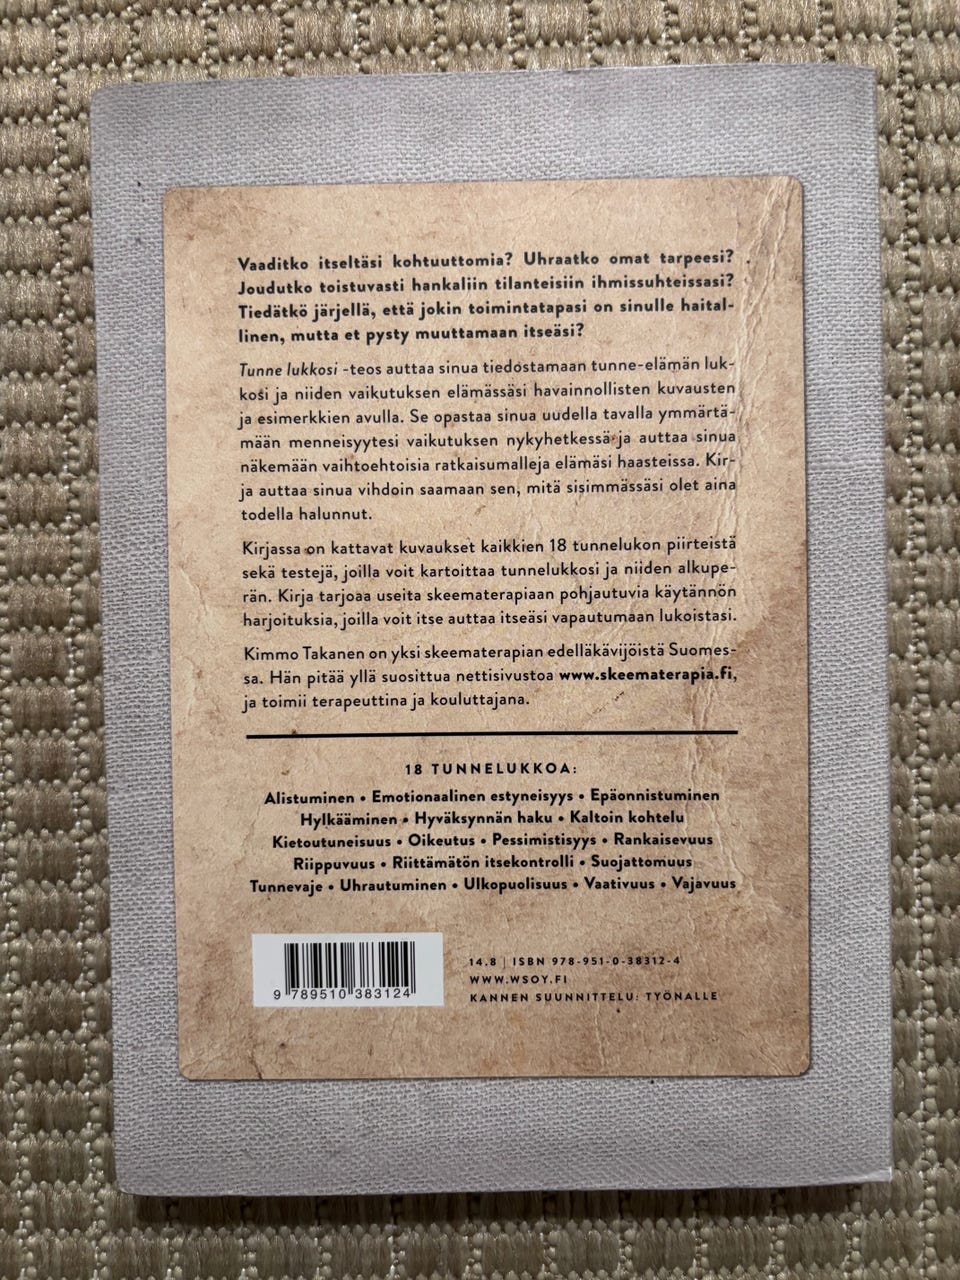 Vaaditko itseltäsi kohtuuttomia? Uhraatko omat tarpeesi?
Joudutko toistuvasti hankaliin tilanteisiin ihmissuhteissasi?
Tiedätkö järjellä, että jokin toimintatapasi on sinulle haital-
linen, mutta et pysty muuttamaan itseäsi?
Tunne lukkosi -teos auttaa sinua tiedostamaan tunne-elämän luk-
kosi ja niiden vaikutuksen elämässäsi havainnollisten kuvausten
ja esimerkkien avulla. Se opastaa sinua uudella tavalla ymmärtä-
mään menneisyytesi vaikutuksen nykyhetkessä ja auttaa sinua
näkemään vaihtoehtoisia ratkaisumalleja elämäsi haasteissa. Kir-
ja auttaa sinua vihdoin saamaan sen, mitä sisimmässäsi olet aina
todella halunnut.
Kirjassa on kattavat kuvaukset kaikkien 18 tunnelukon piirteistä
sekä testejä, joilla voit kartoittaa tunnelukkosi ja niiden alkupe-
rän. Kirja tarjoaa useita skeematerapiaan pohjautuvia käytännön
harjoituksia, joilla voit itse auttaa itseäsi vapautumaan lukoistasi.
Kimmo Takanen on yksi skeematerapian edelläkävijöistä Suomes-
sa. Hän pitää yllä suosittua nettisivustoa www.skeematerapia.fi,
ja toimii terapeuttina ja kouluttajana.
18 TUNNELUKKOA:
Alistuminen • Emotionaalinen estyneisyys • Epäonnistuminen
Hylkääminen • Hyväksynnän haku • Kaltoin kohtelu
Kietoutuneisuus • Oikeutus • Pessimistisyys • Rankaisevuus
Riippuvuus • Riittämätön itsekontrolli • Suojattomuus
Tunnevaje • Uhrautuminen • Ulkopuolisuus • Vaativuus • Vajavuus
14.8 | ISBN 978-951-0-38312-4
WWW.WSOY.FI
KANNEN SUUNNITTELU: TYÖNALLE
9 789510 383124